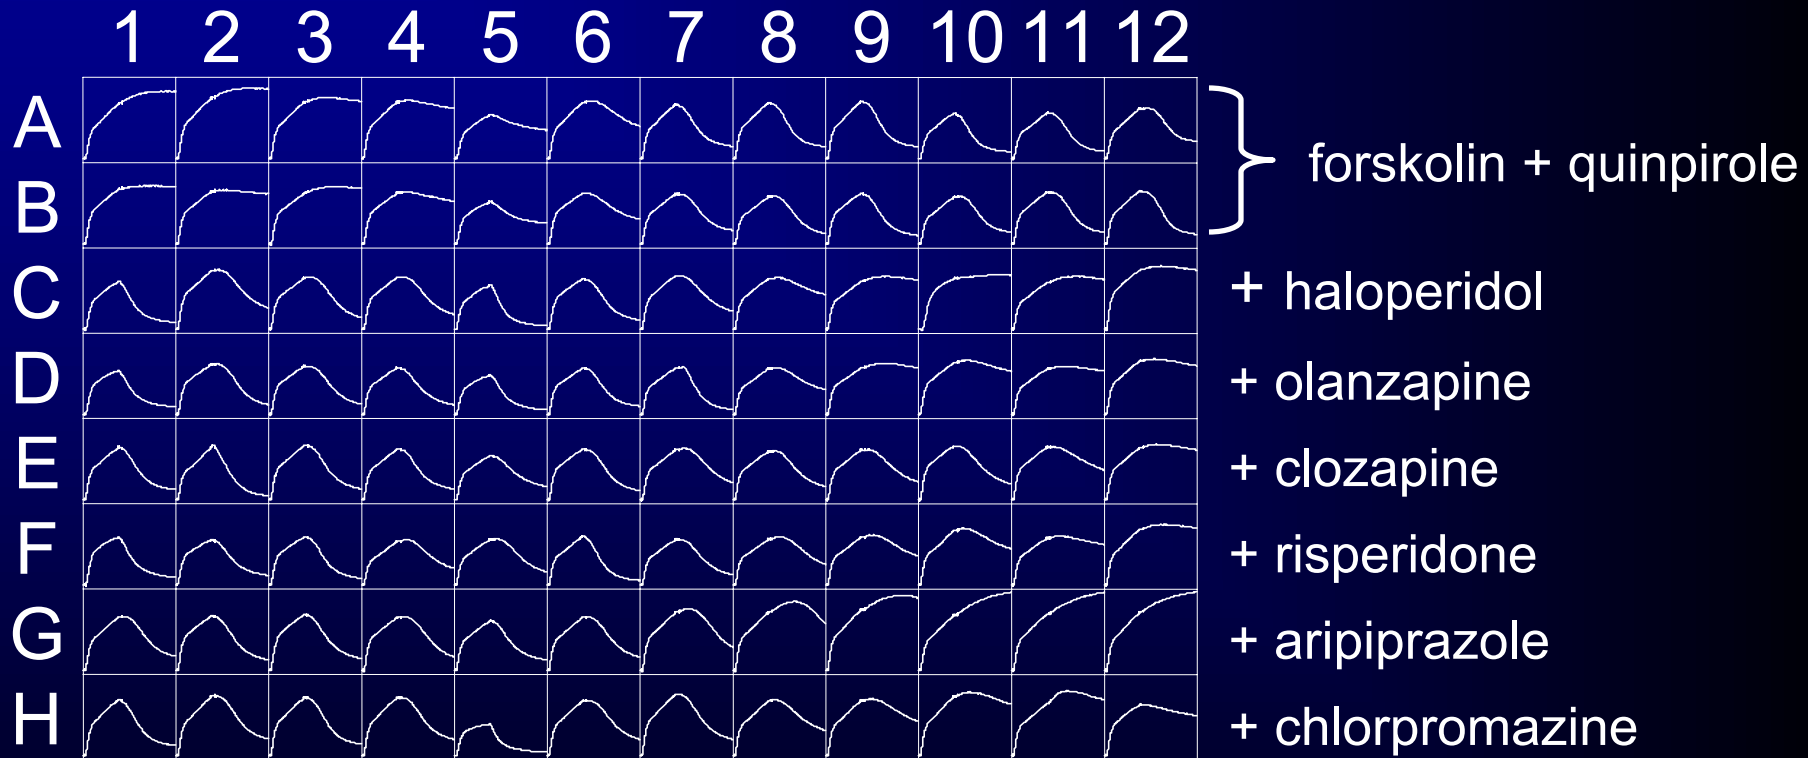 1 2 3 4 5 6 7 8 9 10 11 12
A
forskolin + quinpirole
B
C + haloperidol
D + olanzapine
E + clozapine
F + risperidone
G + aripiprazole
H + chlorpromazine